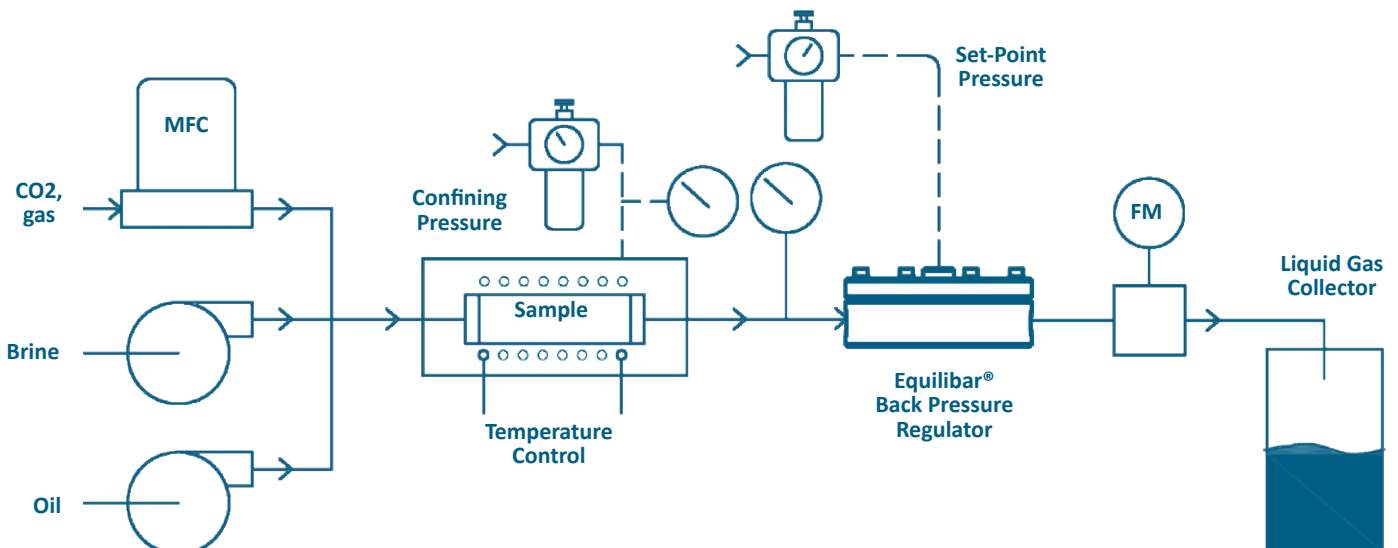 MFC
CO2,
gas
Brine
Oil
Confining
Pressure
Sample
Temperature
Control
Set-Point
Pressure
Equilibar®
Back Pressure
Regulator
FM
Liquid Gas
Collector